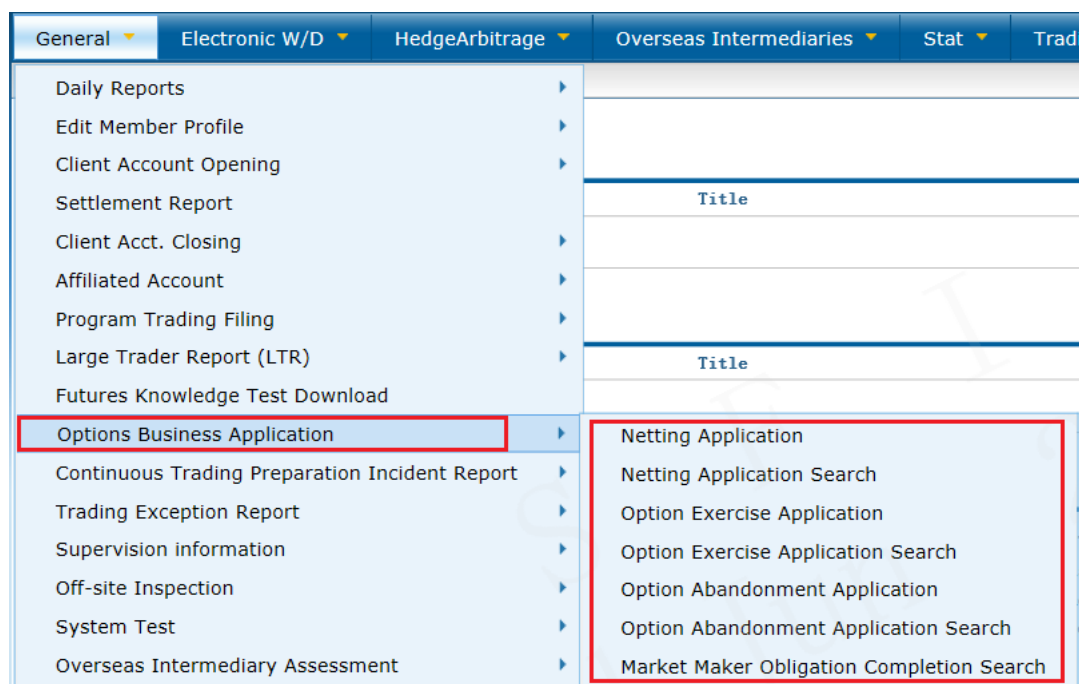 General Electronic W/D HedgeArbitrage Overseas Intermediaries Stat Trad
Daily Reports
Edit Member Profile
Client Account Opening
Settlement Report
Title
Client Acct. Closing
Affiliated Account
Program Trading Filing
Large Trader Report (LTR)
Title
Futures Knowledge Test Download
Options Business Application
Netting Application
Continuous Trading Preparation Incident Report
Netting Application Search
Trading Exception Report
Option Exercise Application
Supervision information
Option Exercise Application Search
Off-site Inspection
Option Abandonment Application
System Test
Option Abandonment Application Search
Overseas Intermediary Assessment
Market Maker Obligation Completion Search